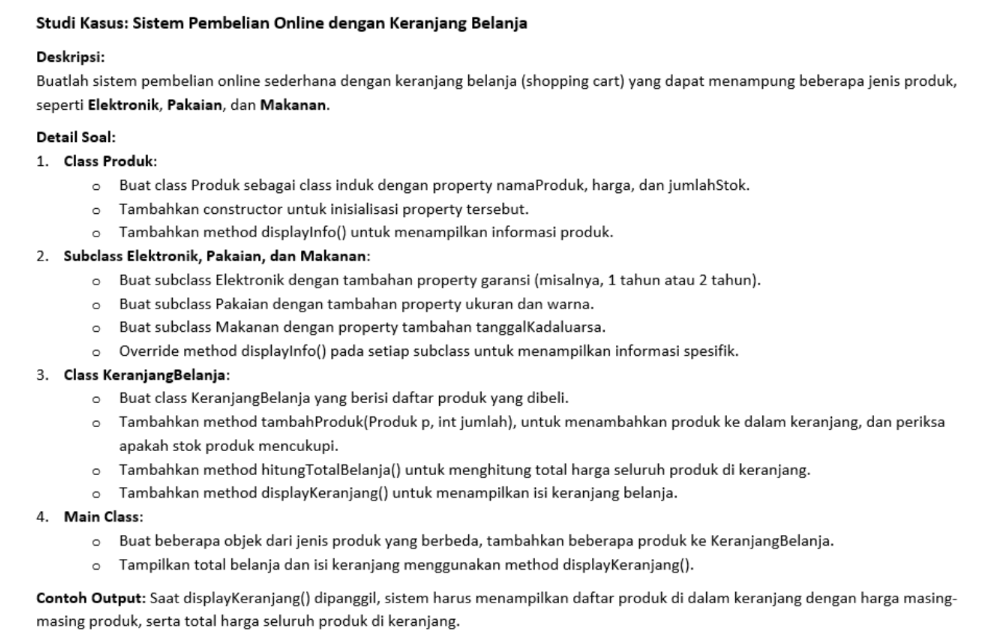 Studi Kasus: Sistem Pembelian Online dengan Keranjang Belanja
Deskripsi:
Buatlah sistem pembelian online sederhana dengan keranjang belanja (shopping cart) yang dapat menampung beberapa jenis produk,
seperti Elektronik, Pakaian, dan Makanan.
Detail Soal:
1. Class Produk:
o Buat class Produk sebagai class induk dengan property namaProduk, harga, dan jumlahStok.
o Tambahkan constructor untuk inisialisasi property tersebut.
o Tambahkan method displayInfo() untuk menampilkan informasi produk.
2. Subclass Elektronik, Pakaian, dan Makanan:
o Buat subclass Elektronik dengan tambahan property garansi (misalnya, 1 tahun atau 2 tahun).
o Buat subclass Pakaian dengan tambahan property ukuran dan warna.
o Buat subclass Makanan dengan property tambahan tanggalKadaluarsa.
o Override method displayInfo() pada setiap subclass untuk menampilkan informasi spesifik.
3. Class KeranjangBelanja:
o Buat class KeranjangBelanja yang berisi daftar produk yang dibeli.
o Tambahkan method tambahProduk(Produk p, int jumlah), untuk menambahkan produk ke dalam keranjang, dan periksa
apakah stok produk mencukupi.
o Tambahkan method hitungTotalBelanja() untuk menghitung total harga seluruh produk di keranjang.
o Tambahkan method displayKeranjang() untuk menampilkan isi keranjang belanja.
4. Main Class:
o Buat beberapa objek dari jenis produk yang berbeda, tambahkan beberapa produk ke KeranjangBelanja.
o Tampilkan total belanja dan isi keranjang menggunakan method displayKeranjang().
Contoh Output: Saat displayKeranjang() dipanggil, sistem harus menampilkan daftar produk di dalam keranjang dengan harga masing-
masing produk, serta total harga seluruh produk di keranjang.